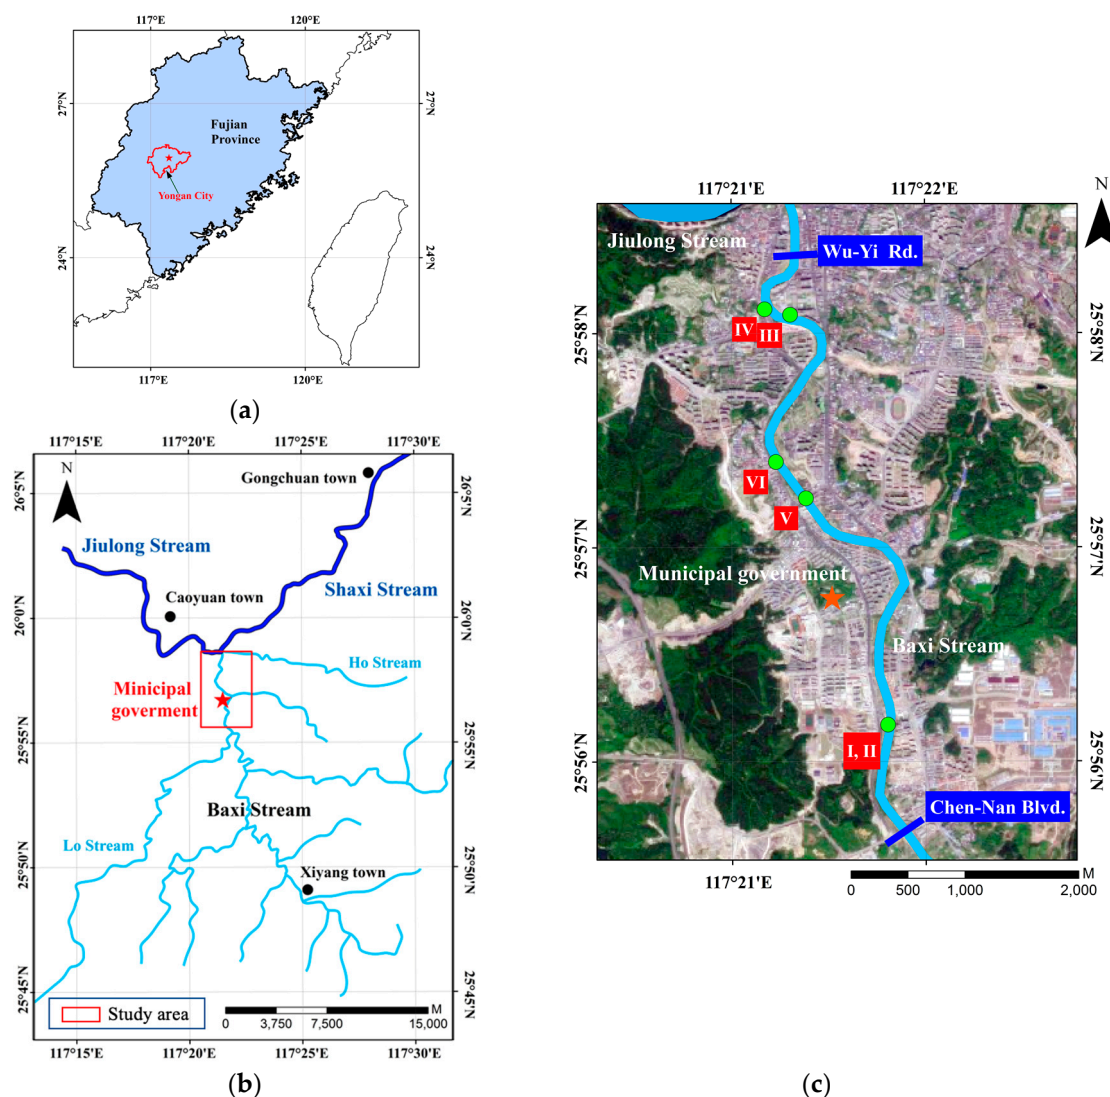 117°E
120°E
27°N
27°N
Fujian
Province
Yongan City
24°N
24°N
117°E
120°E
(a)
117°15'E
117°20'E
117°25'E
117°30'E
N
Gongchuan town
26°5'N
26°5'N
Jiulong Stream
Shaxi Stream
Caoyuan town
26°0'N
26°0'N
Ho Stream
Minicipal
goverment
25°55'N
25°55'N
Baxi Stream
Lo Stream
25°50'N
25°50'N
Xiyang town
25°45'N
25°45'N
Study area
M
0
3,750
7,500
15,000
117°15'E
117°20'E
117°25'E
117°30'E
(b)
117°21'E
117°22'E
N
Jiulong Stream
Wu-Yi Rd.
IV
III
25°58'N
25°58'N
VI
V
25°57'N
25°57'N
Municipal government
Baxi Stream
I, II
25°56'N
25°56'N
Chen-Nan Blvd.
117°21'E
M
0
500
1,000
2,000
(c)